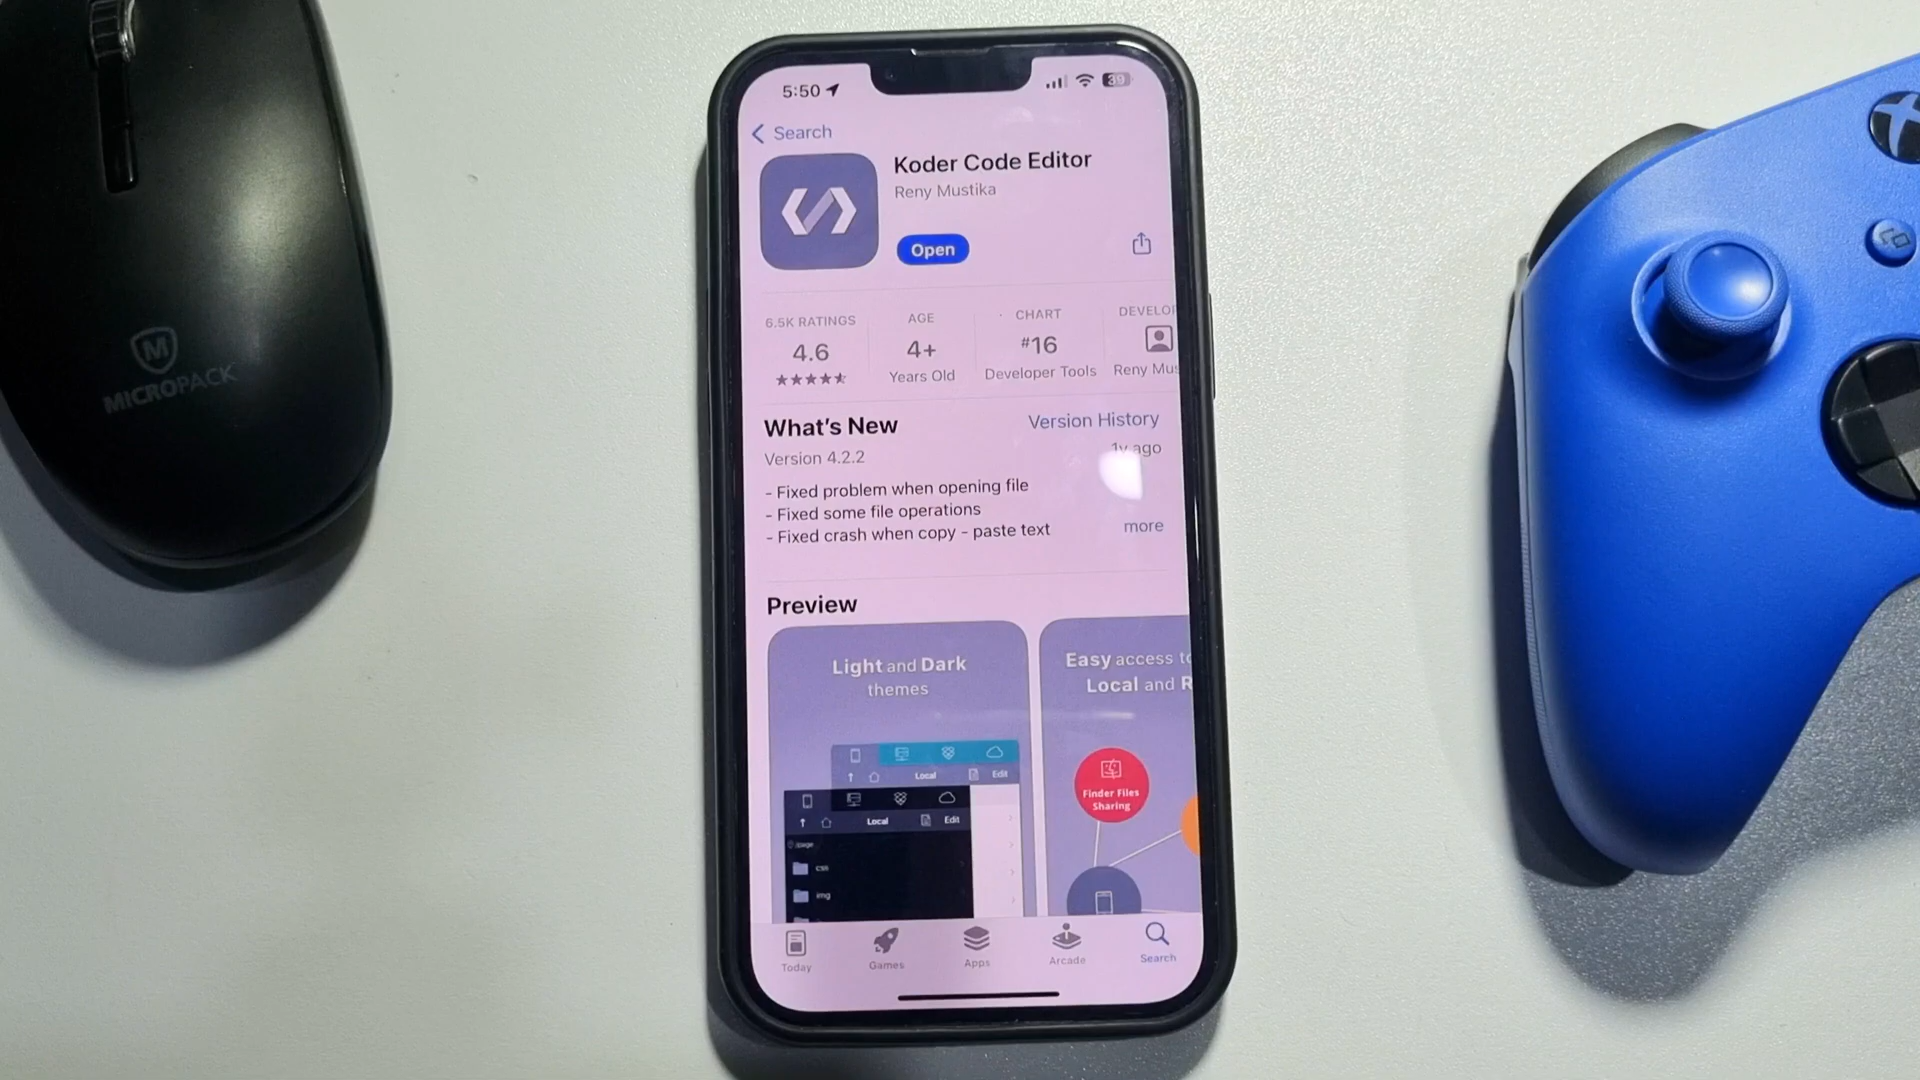 5:50
39
Search
Koder Code Editor
Reny Mustika
Open
6.5K RATINGS
4.6
AGE
4+
Years Old
CHART
#16
Developer Tools
DEVELO
Reny Mus
What's New
Version History
Version 4.2.2
1y ago
- Fixed problem when opening file
- Fixed some file operations
- Fixed crash when copy - paste text
more
Preview
Light and Dark
themes
Easy access to
Local and R
Local
Edit
Local
Edit
css
img
Finder Files
Sharing
Today
Games
Apps
Arcade
Search
M
MICROPACK